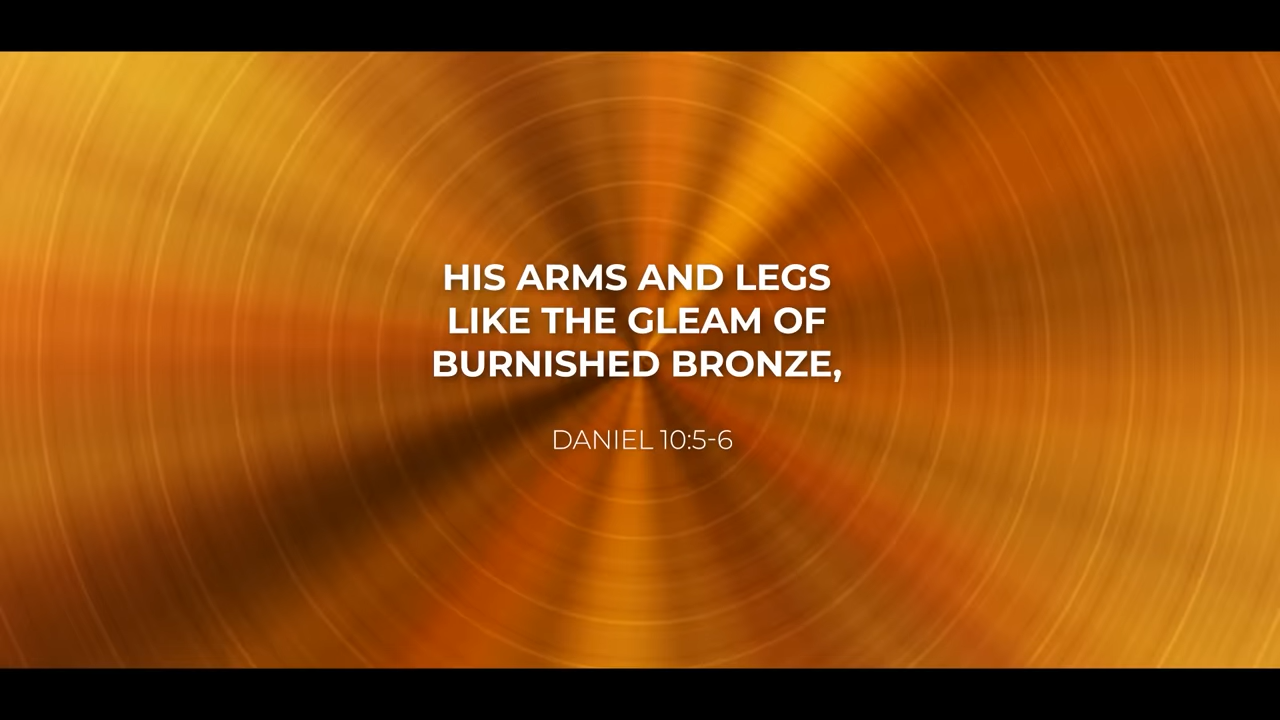 HIS ARMS AND LEGS
LIKE THE GLEAM OF
BURNISHED BRONZE,
DANIEL 10:5-6